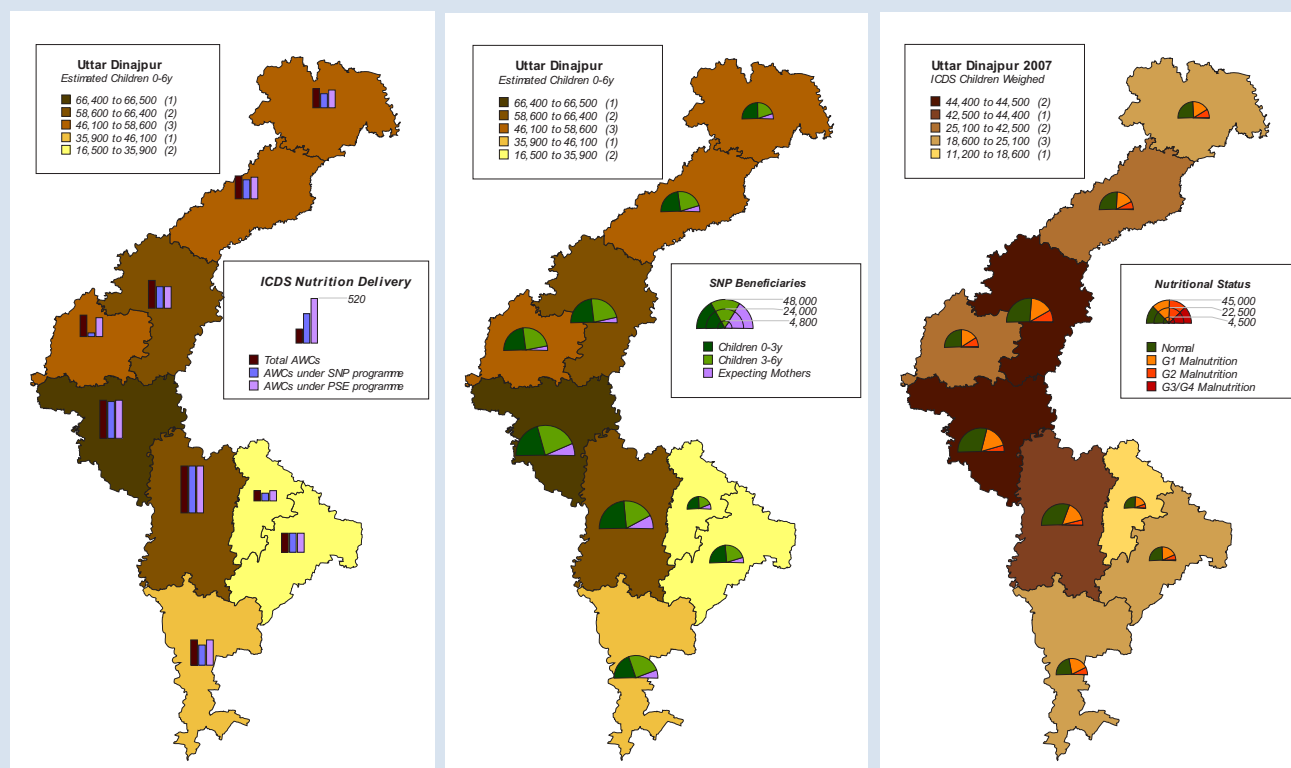 Uttar Dinajpur
Estimated Children 0-6y
66,400 to 66,500 (1)
58,600 to 66,400 (2)
46,100 to 58,600 (3)
35,900 to 46,100 (1)
16,500 to 35,900 (2)
ICDS Nutrition Delivery
520
Total AWCs
AWCs under SNP programme
AWCs under PSE programme
Uttar Dinajpur
Estimated Children 0-6y
66,400 to 66,500 (1)
58,600 to 66,400 (2)
46,100 to 58,600 (3)
35,900 to 46,100 (1)
16,500 to 35,900 (2)
SNP Beneficiaries
48,000
24,000
4,800
Children 0-3y
Children 3-6y
Expecting Mothers
Uttar Dinajpur 2007
ICDS Children Weighed
44,400 to 44,500 (2)
42,500 to 44,400 (1)
25,100 to 42,500 (2)
18,600 to 25,100 (3)
11,200 to 18,600 (1)
Nutritional Status
45,000
22,500
4,500
Normal
G1 Malnutrition
G2 Malnutrition
G3/G4 Malnutrition